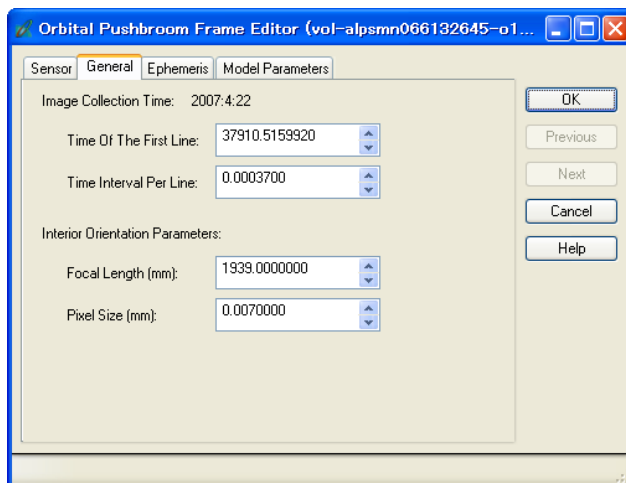 Orbital Pushbroom Frame Editor (vol-alpsmn066132645-o1...
Sensor General Ephemeris Model Parameters
Image Collection Time: 2007:4:22
Time Of The First Line: 37910.5159920
Time Interval Per Line: 0.0003700
Interior Orientation Parameters:
Focal Length (mm): 1939.0000000
Pixel Size (mm): 0.0070000
OK
Previous
Next
Cancel
Help